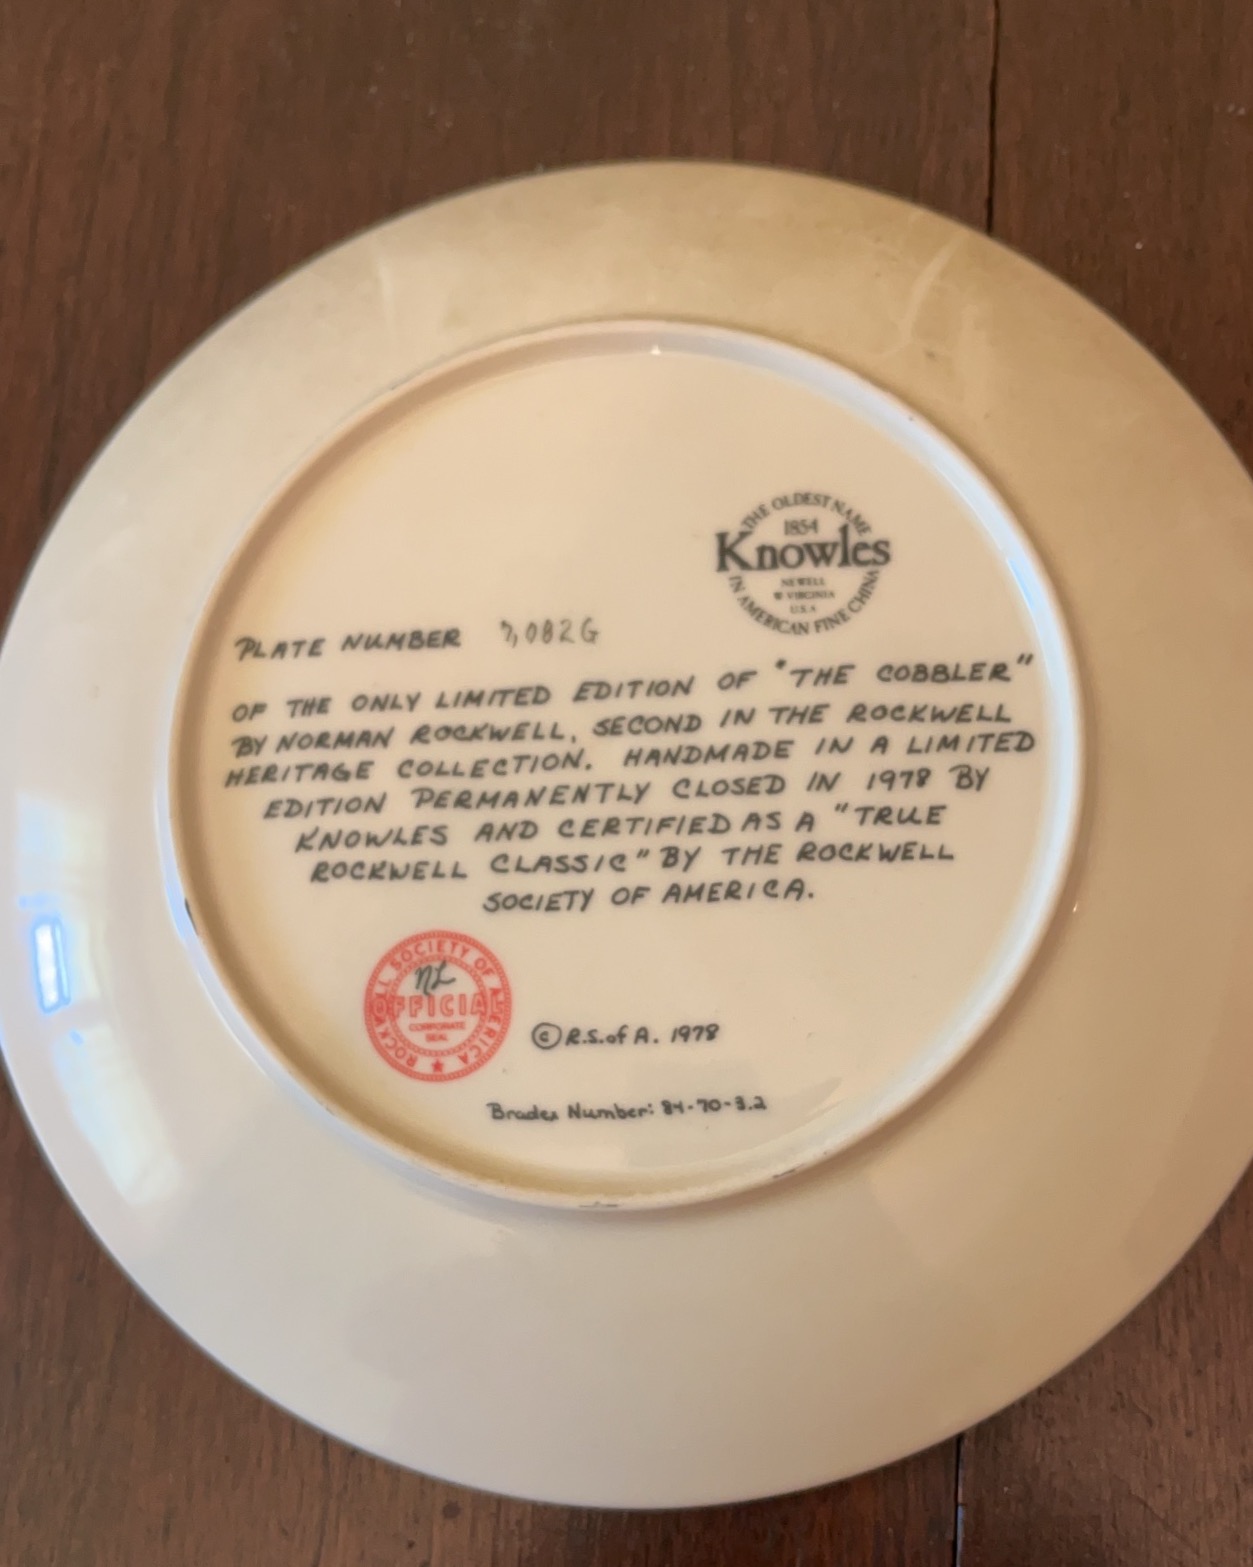 THE OLDEST NAME
1854
Knowles
NEWELL
W VIRGINIA
U.S.A
IN AMERICAN FINE CHINA
PLATE NUMBER 7,082G
OF THE ONLY LIMITED EDITION OF "THE COBBLER"
BY NORMAN ROCKWELL, SECOND IN THE ROCKWELL
HERITAGE COLLECTION. HANDMADE IN A LIMITED
EDITION PERMANENTLY CLOSED IN 1978 BY
KNOWLES AND CERTIFIED AS A "TRUE
ROCKWELL CLASSIC" BY THE ROCKWELL
SOCIETY OF AMERICA.
ROCKWELL SOCIETY OF AMERICA
NL
OFFICIAL
CORPORATE
SEAL
© R.S.of A. 1978
Bradex Number: 84-70-3.2